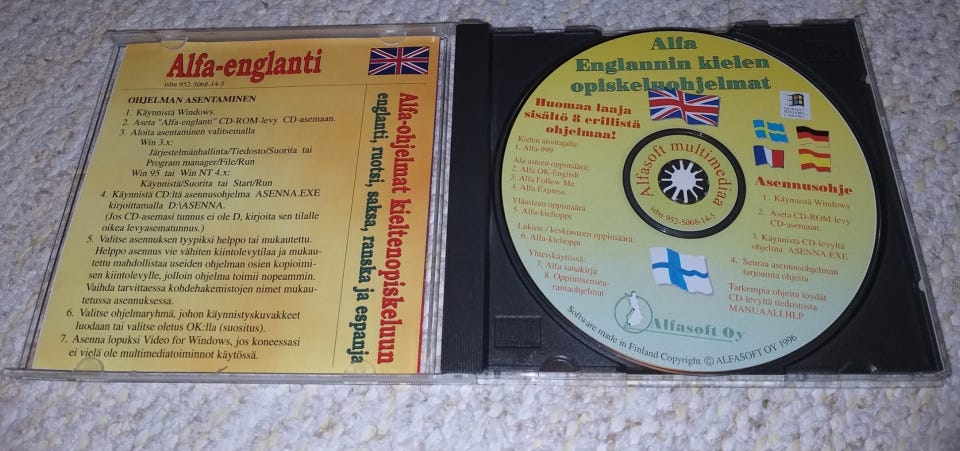 Alfa-englanti
isbn 952-5068-14-5
OHJELMAN ASENTAMINEN
1. Käynnistä Windows.
2. Aseta "Alfa-englanti" CD-ROM-levy CD-asemaan.
3. Aloita asentaminen valitsemalla
Win 3.x:
Järjestelmänhallinta/Tiedosto/Suorita tai
Program manager/File/Run
Win 95 tai Win NT 4.x:
Käynnistä/Suorita tai Start/Run
4. Käynnistä CD:ltä asennusohjelma ASENNA.EXE
kirjoittamalla D:\ASENNA.
(Jos CD-asemasi tunnus ei ole D, kirjoita sen tilalle
oikea levyasematunnus.)
5. Valitse asennuksen tyypiksi helppo tai mukautettu.
Helppo asennus vie vähiten kiintolevytilaa ja mukau-
tettu mahdollistaa useiden ohjelman osien kopioimi-
sen kiintolevylle, jolloin ohjelma toimii nopeammin.
Vaihda tarvittaessa kohdehakemistojen nimet mukau-
tetussa asennuksessa.
6. Valitse ohjelmaryhmä, johon käynnistyskuvakkeet
luodaan tai valitse oletus OK:lla (suositus).
7. Asenna lopuksi Video for Windows, jos koneessasi
ei vielä ole multimediatoiminnot käytössä.
Alfa-ohjelmat kieltenopiskeluun
englanti, ruotsi, saksa, ranska ja espanja
Alfa
Englannin kielen
opiskeluohjelmat
Huomaa laaja
sisältö 8 erillistä
ohjelmaa!
Kielen alottajalle
1. Alfa-999
Ala-asteen oppimäärä:
2. Alfa OK-English
3. Alfa Follow Me
4. Alfa Express
Yläasteen oppimäärä
5. Alfa-kielioppi
Lukion / keskiasteen oppimäärä:
6. Alfa-kielioppi
Yhteiskäytössä:
7. Alfa sanakirja
8. Oppimisseu-
rantaohjelmat
Alfasoft multimediaa
isbn 952-5068-14-5
Asennusohje
1. Käynnistä Windows
2. Aseta CD-ROM-levy
CD-asemaan.
3. Käynnistä CD-levyltä
ohjelma ASENNA.EXE
4. Seuraa asennusohjelman
tarjoamia ohjeita
Tarkempia ohjeita löydät
CD-levyltä tiedostosta
MANUAALI.HLP
Alfasoft Oy
Software made in Finland Copyright © ALFASOFT OY 1996